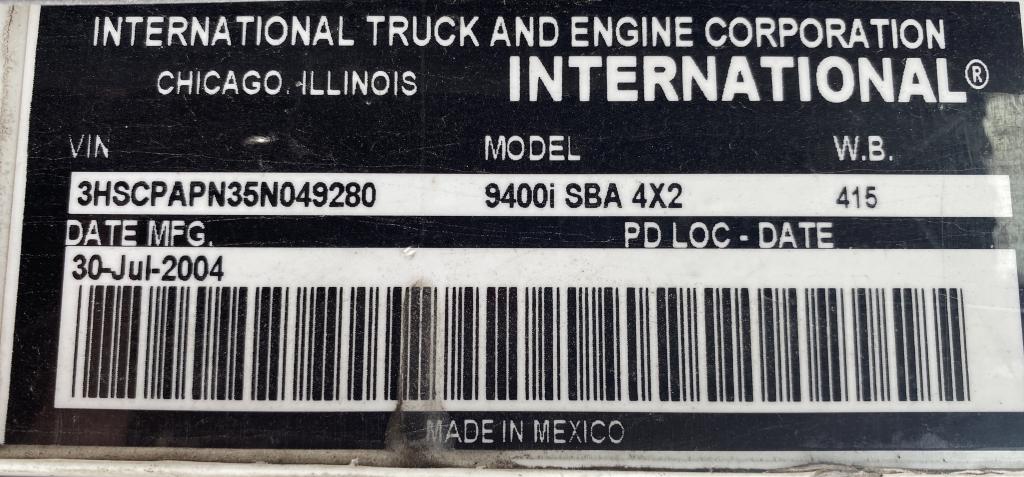 INTERNATIONAL TRUCK AND ENGINE CORPORATION
CHICAGO, ILLINOIS INTERNATIONAL®
VIN MODEL W.B.
3HSCPAPN35N049280 9400i SBA 4X2 415
DATE MFG. PD LOC - DATE
30-Jul-2004
MADE IN MEXICO